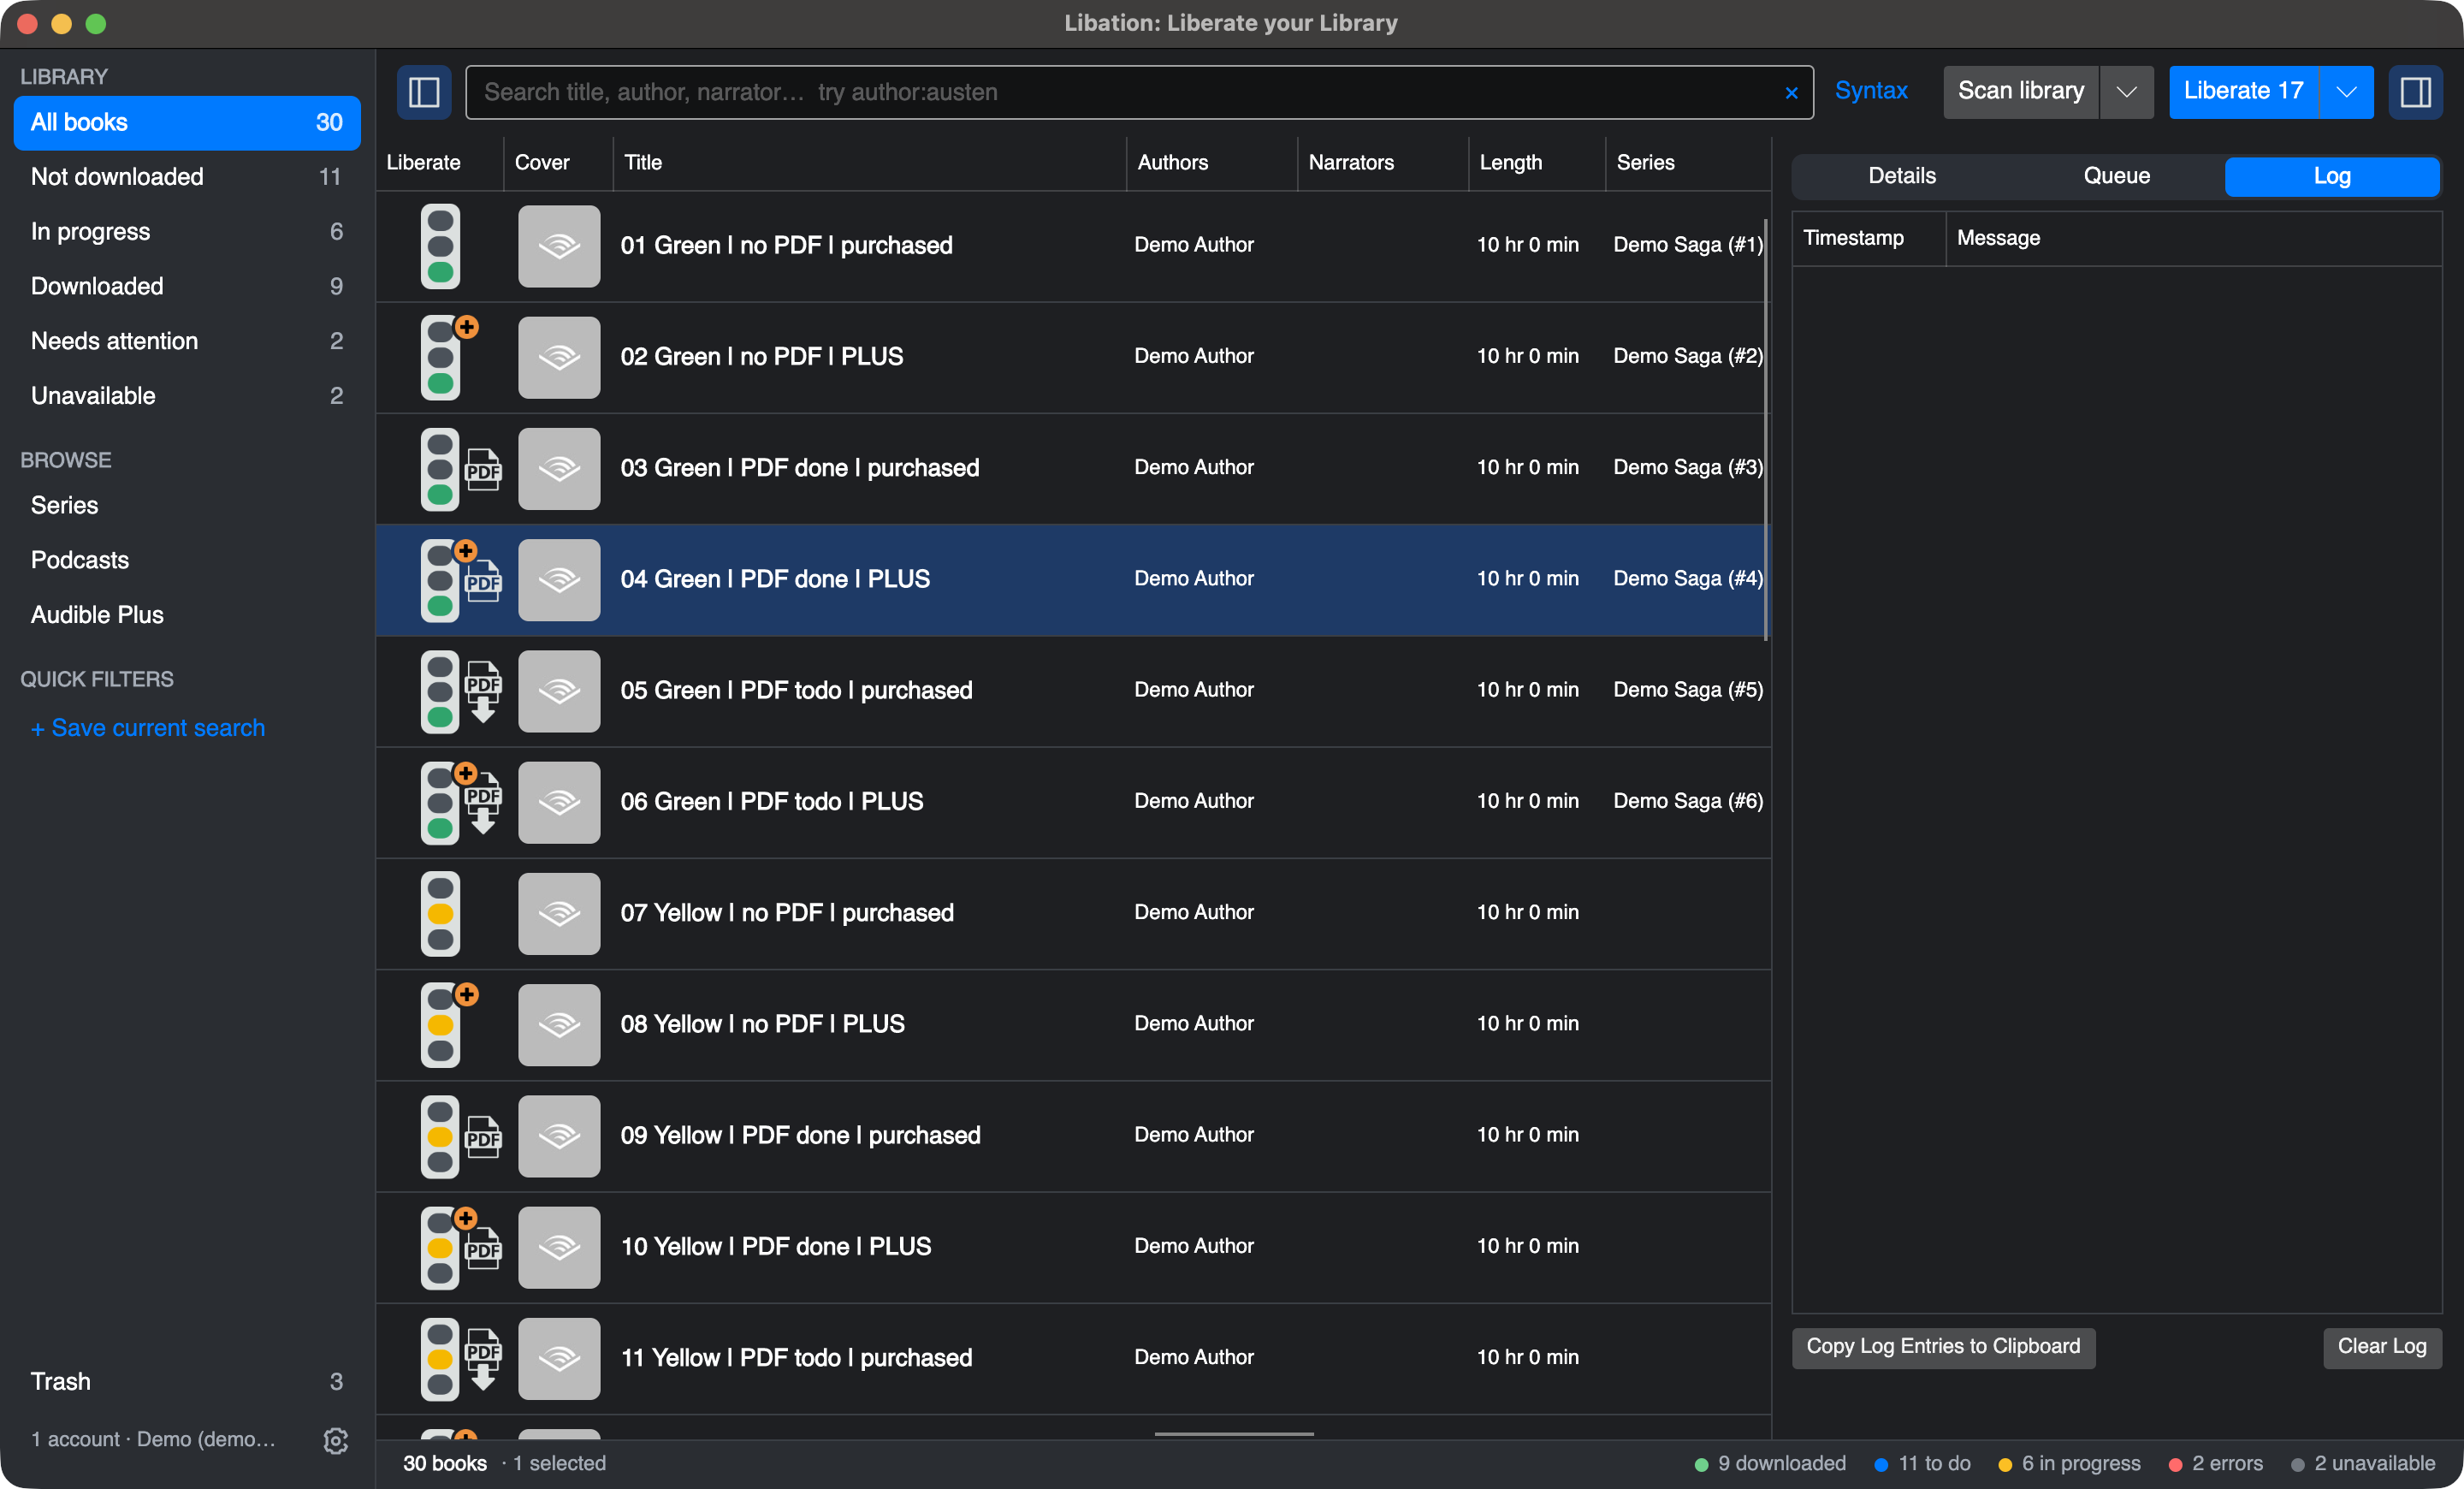 Libation: Liberate your Library
LIBRARY
All books 30
Not downloaded 11
In progress 6
Downloaded 9
Needs attention 2
Unavailable 2
BROWSE
Series
Podcasts
Audible Plus
QUICK FILTERS
+ Save current search
Trash 3
1 account · Demo (demo…
Search title, author, narrator… try author:austen × Syntax Scan library Liberate 17
Liberate Cover Title Authors Narrators Length Series
01 Green | no PDF | purchased Demo Author 10 hr 0 min Demo Saga (#1)
02 Green | no PDF | PLUS Demo Author 10 hr 0 min Demo Saga (#2)
PDF 03 Green | PDF done | purchased Demo Author 10 hr 0 min Demo Saga (#3)
PDF 04 Green | PDF done | PLUS Demo Author 10 hr 0 min Demo Saga (#4)
PDF 05 Green | PDF todo | purchased Demo Author 10 hr 0 min Demo Saga (#5)
PDF 06 Green | PDF todo | PLUS Demo Author 10 hr 0 min Demo Saga (#6)
07 Yellow | no PDF | purchased Demo Author 10 hr 0 min
08 Yellow | no PDF | PLUS Demo Author 10 hr 0 min
PDF 09 Yellow | PDF done | purchased Demo Author 10 hr 0 min
PDF 10 Yellow | PDF done | PLUS Demo Author 10 hr 0 min
PDF 11 Yellow | PDF todo | purchased Demo Author 10 hr 0 min
Details Queue Log
Timestamp Message
Copy Log Entries to Clipboard Clear Log
30 books · 1 selected 9 downloaded 11 to do 6 in progress 2 errors 2 unavailable